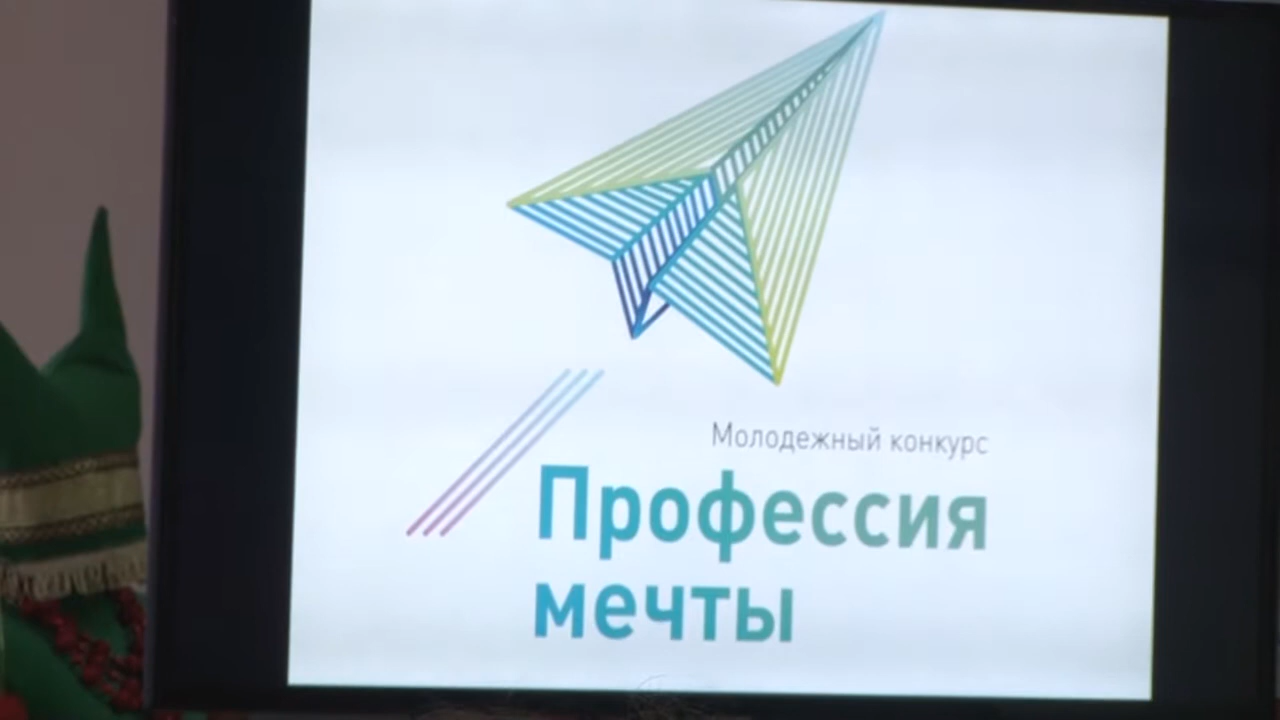 Молодежный конкурс
Профессия
мечты